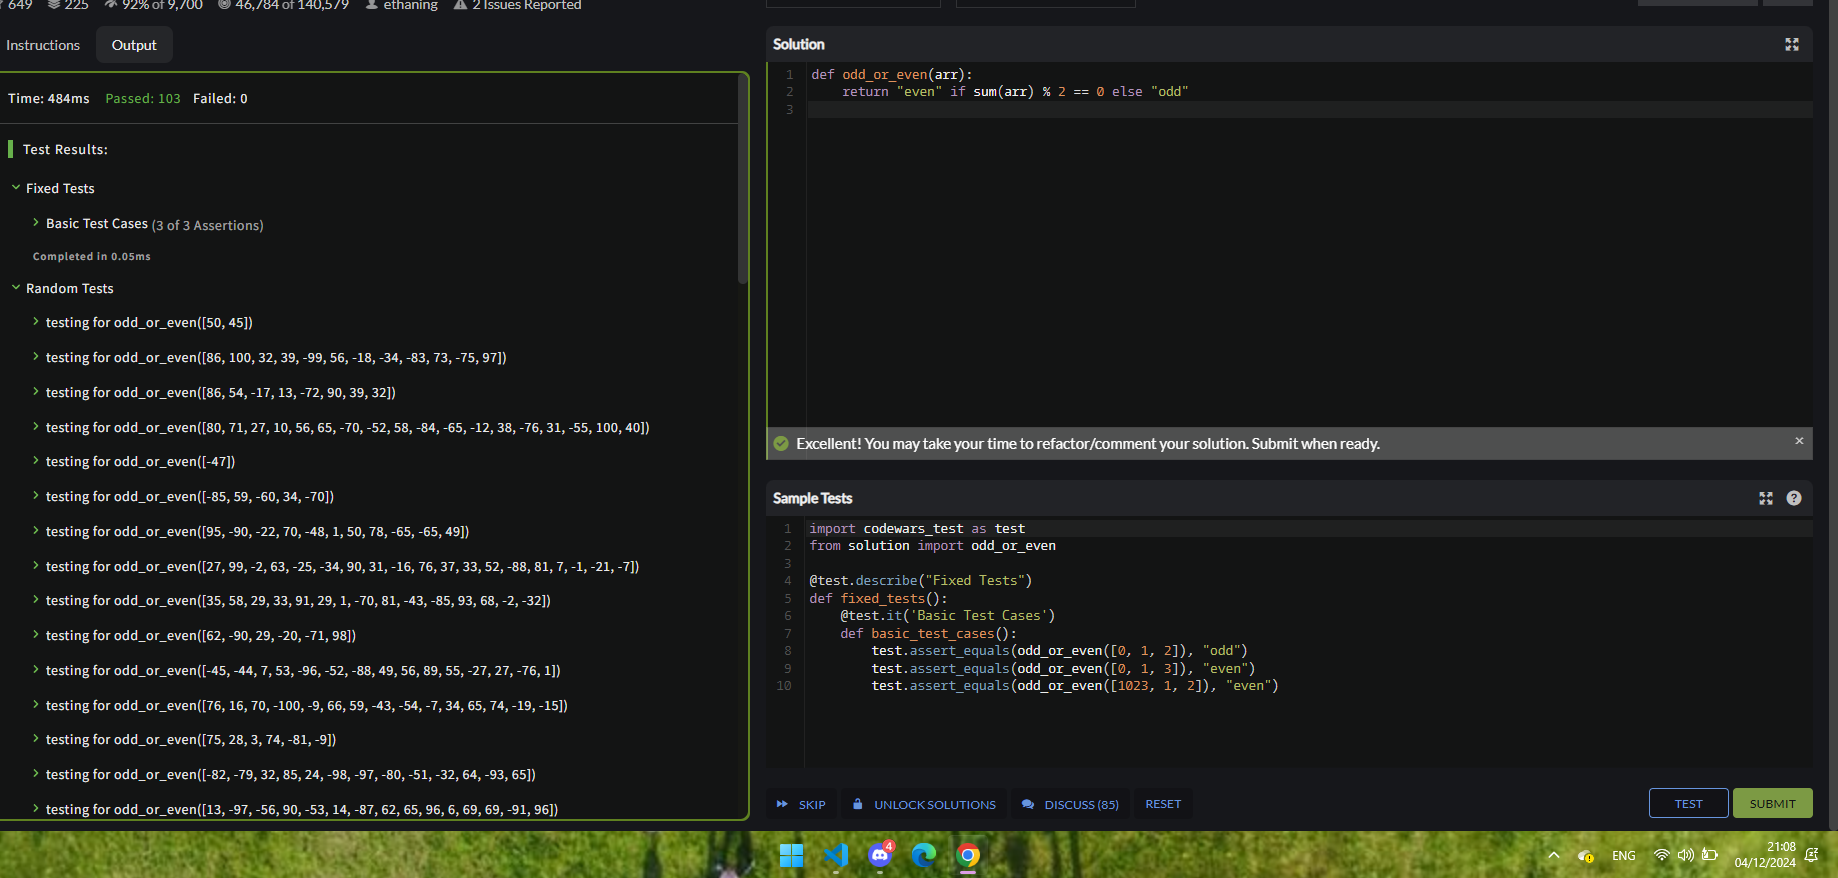 649 225 92% of 9,700 46,784 of 140,579 ethaning 2 Issues Reported
Instructions
Output
Time: 484ms Passed: 103 Failed: 0
Test Results:
Fixed Tests
Basic Test Cases (3 of 3 Assertions)
Completed in 0.05ms
Random Tests
testing for odd_or_even([50, 45])
testing for odd_or_even([86, 100, 32, 39, -99, 56, -18, -34, -83, 73, -75, 97])
testing for odd_or_even([86, 54, -17, 13, -72, 90, 39, 32])
testing for odd_or_even([80, 71, 27, 10, 56, 65, -70, -52, 58, -84, -65, -12, 38, -76, 31, -55, 100, 40])
testing for odd_or_even([-47])
testing for odd_or_even([-85, 59, -60, 34, -70])
testing for odd_or_even([95, -90, -22, 70, -48, 1, 50, 78, -65, -65, 49])
testing for odd_or_even([27, 99, -2, 63, -25, -34, 90, 31, -16, 76, 37, 33, 52, -88, 81, 7, -1, -21, -7])
testing for odd_or_even([35, 58, 29, 33, 91, 29, 1, -70, 81, -43, -85, 93, 68, -2, -32])
testing for odd_or_even([62, -90, 29, -20, -71, 98])
testing for odd_or_even([-45, -44, 7, 53, -96, -52, -88, 49, 56, 89, 55, -27, 27, -76, 1])
testing for odd_or_even([76, 16, 70, -100, -9, 66, 59, -43, -54, -7, 34, 65, 74, -19, -15])
testing for odd_or_even([75, 28, 3, 74, -81, -9])
testing for odd_or_even([-82, -79, 32, 85, 24, -98, -97, -80, -51, -32, 64, -93, 65])
testing for odd_or_even([13, -97, -56, 90, -53, 14, -87, 62, 65, 96, 6, 69, 69, -91, 96])
Solution
1 def odd_or_even(arr):
2 return "even" if sum(arr) % 2 == 0 else "odd"
3
Excellent! You may take your time to refactor/comment your solution. Submit when ready.
Sample Tests
1 import codewars_test as test
2 from solution import odd_or_even
3
4 @test.describe("Fixed Tests")
5 def fixed_tests():
6 @test.it('Basic Test Cases')
7 def basic_test_cases():
8 test.assert_equals(odd_or_even([0, 1, 2]), "odd")
9 test.assert_equals(odd_or_even([0, 1, 3]), "even")
10 test.assert_equals(odd_or_even([1023, 1, 2]), "even")
SKIP
UNLOCK SOLUTIONS
DISCUSS (85)
RESET
TEST
SUBMIT
4
ENG
21:08
04/12/2024